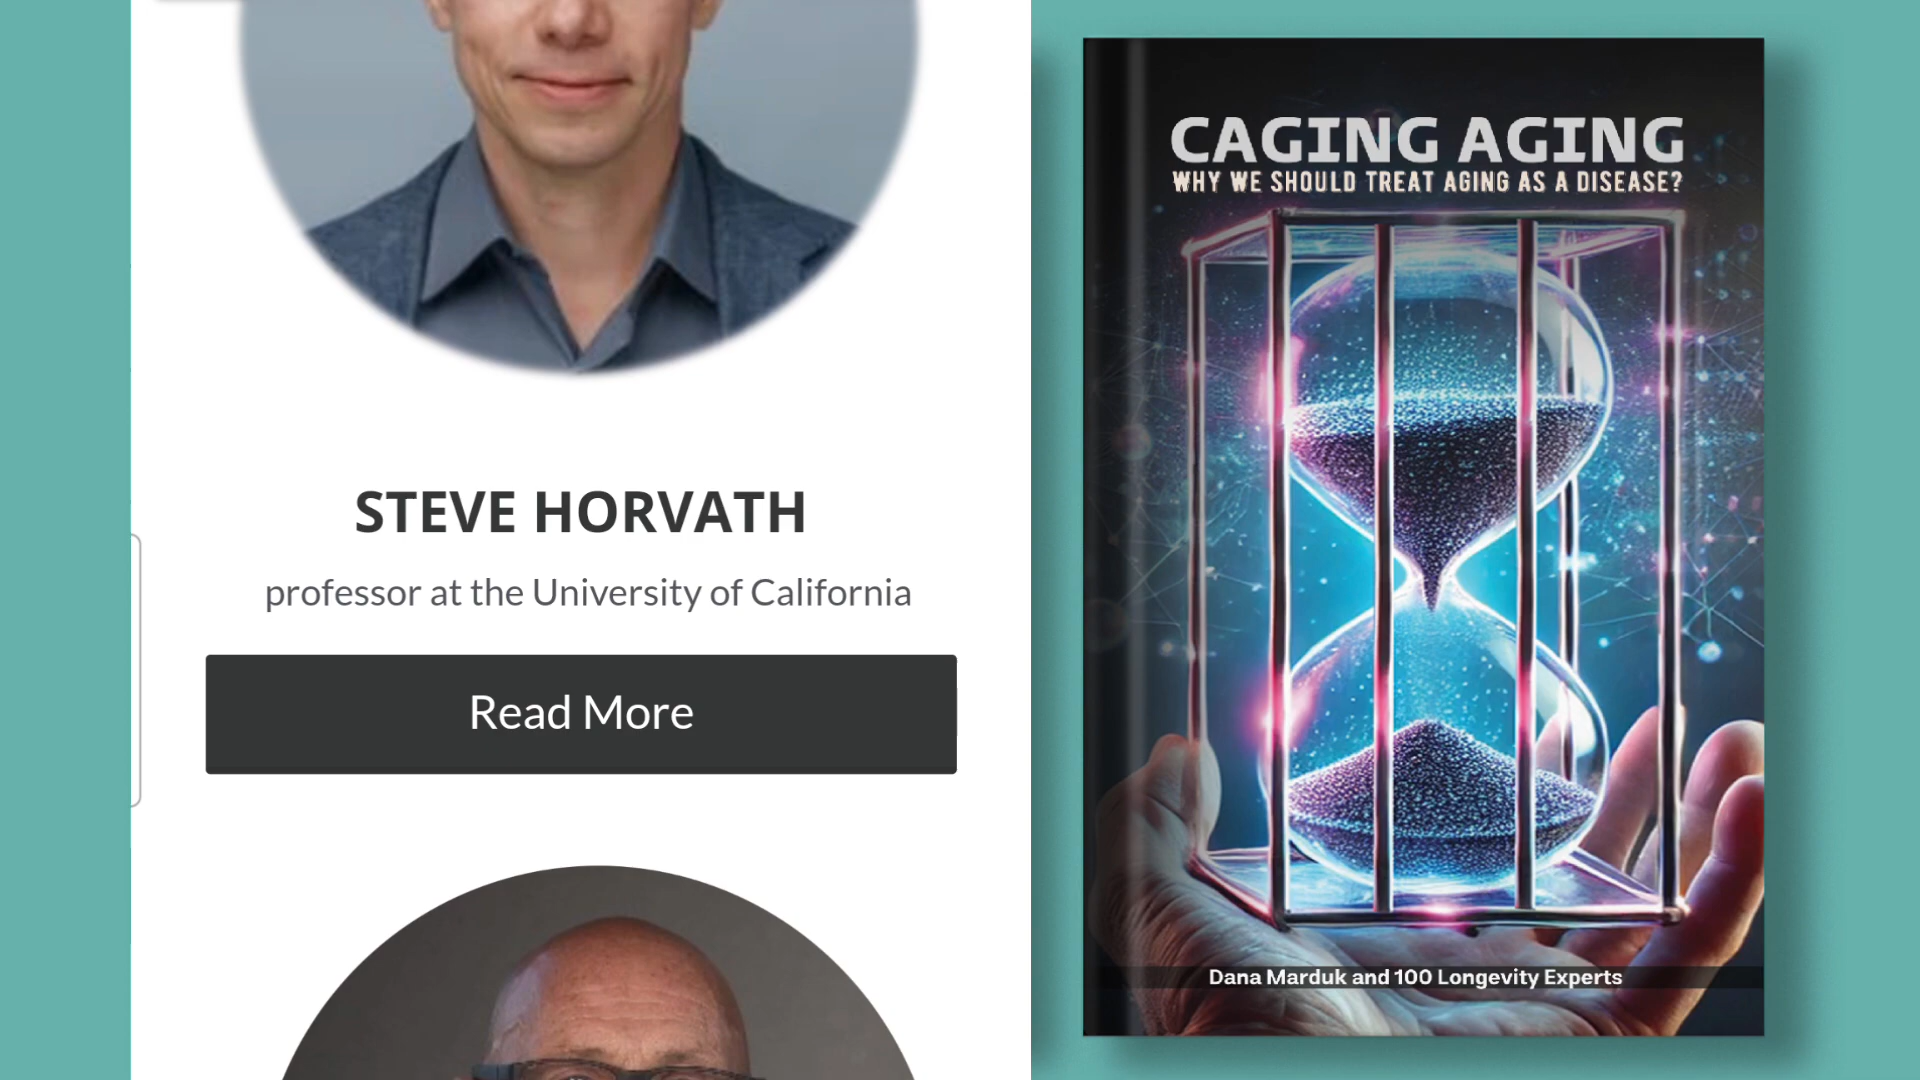 STEVE HORVATH
professor at the University of California
Read More
CAGING AGING
WHY WE SHOULD TREAT AGING AS A DISEASE?
Dana Marduk and 100 Longevity Experts